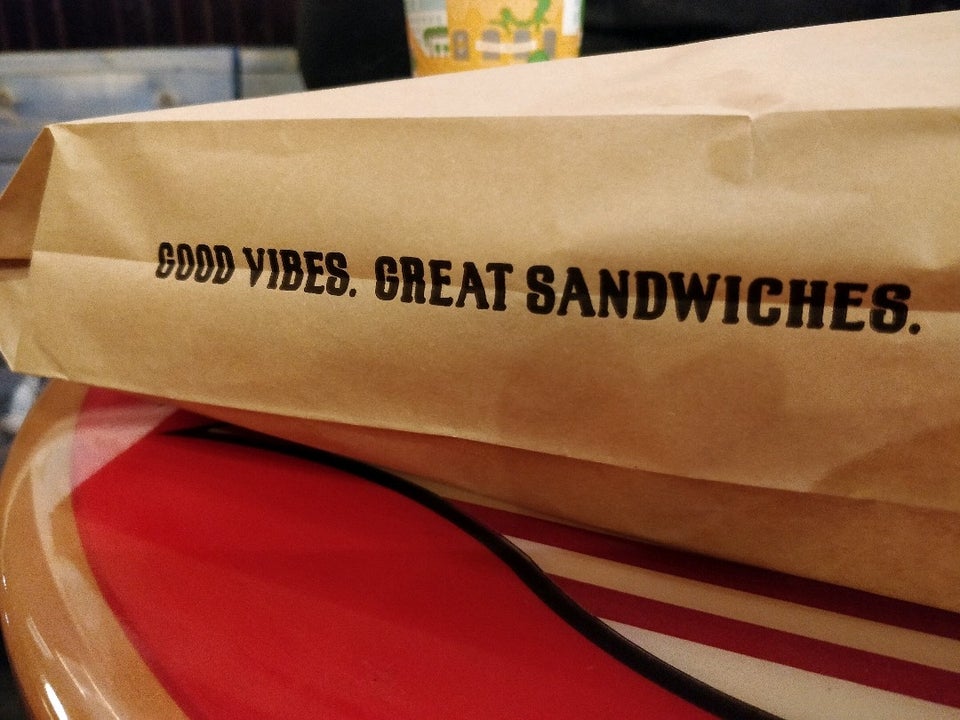 GOOD VIBES. GREAT SANDWICHES.